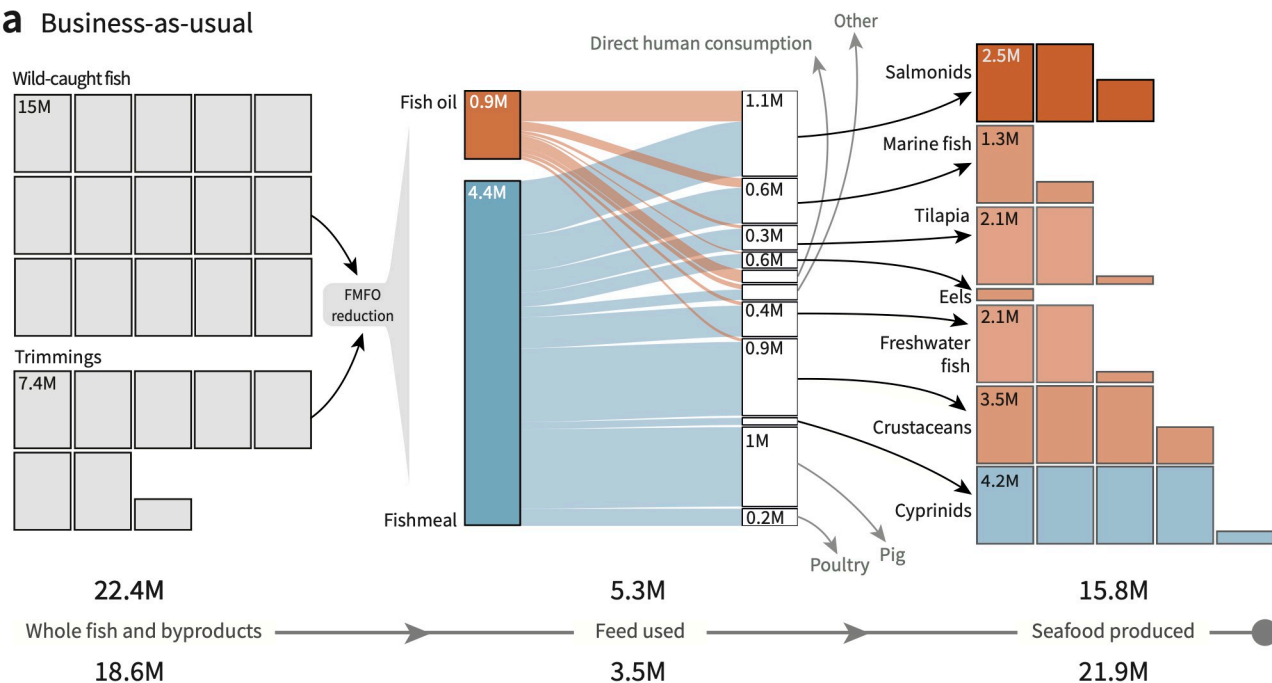 a Business-as-usual
Wild-caught fish
15M
Trimmings
7.4M
FMFO
reduction
Fish oil
0.9M
4.4M
Fishmeal
Direct human consumption
Other
1.1M
0.6M
0.3M
0.6M
0.4M
0.9M
1M
0.2M
Poultry
Pig
Salmonids
2.5M
Marine fish
1.3M
Tilapia
2.1M
Eels
2.1M
Freshwater
fish
3.5M
Crustaceans
4.2M
Cyprinids
22.4M
5.3M
15.8M
Whole fish and byproducts
Feed used
Seafood produced
18.6M
3.5M
21.9M